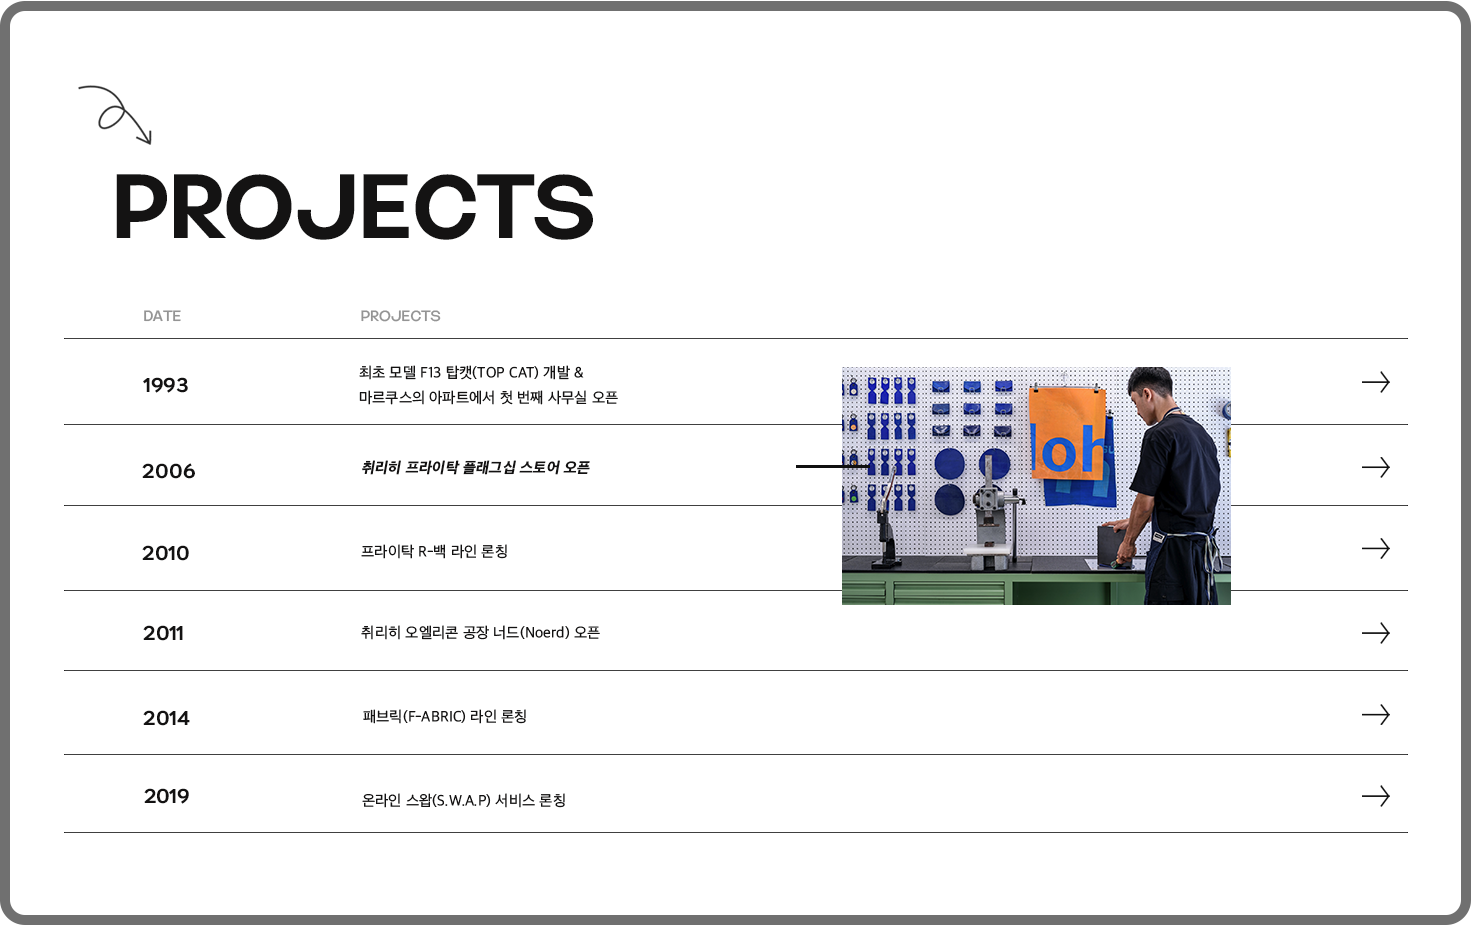 PROJECTS
DATE PROJECTS
1993 최초 모델 F13 탑캣(TOP CAT) 개발 &
마르쿠스의 아파트에서 첫 번째 사무실 오픈
2006 취리히 프라이탁 플래그십 스토어 오픈
loh
2010 프라이탁 R-백 라인 론칭
2011 취리히 오엘리콘 공장 너드(Noerd) 오픈
2014 패브릭(F-ABRIC) 라인 론칭
2019 온라인 스왑(S.W.A.P) 서비스 론칭